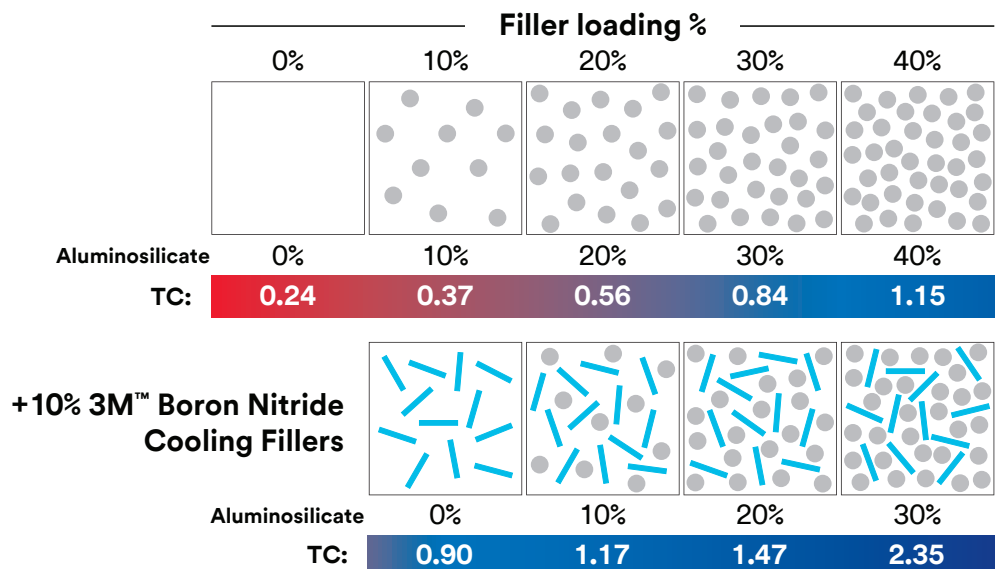 Filler loading %
0% 10% 20% 30% 40%
Aluminosilicate 0% 10% 20% 30% 40%
TC: 0.24 0.37 0.56 0.84 1.15
+10% 3M™ Boron Nitride
Cooling Fillers
Aluminosilicate 0% 10% 20% 30%
TC: 0.90 1.17 1.47 2.35